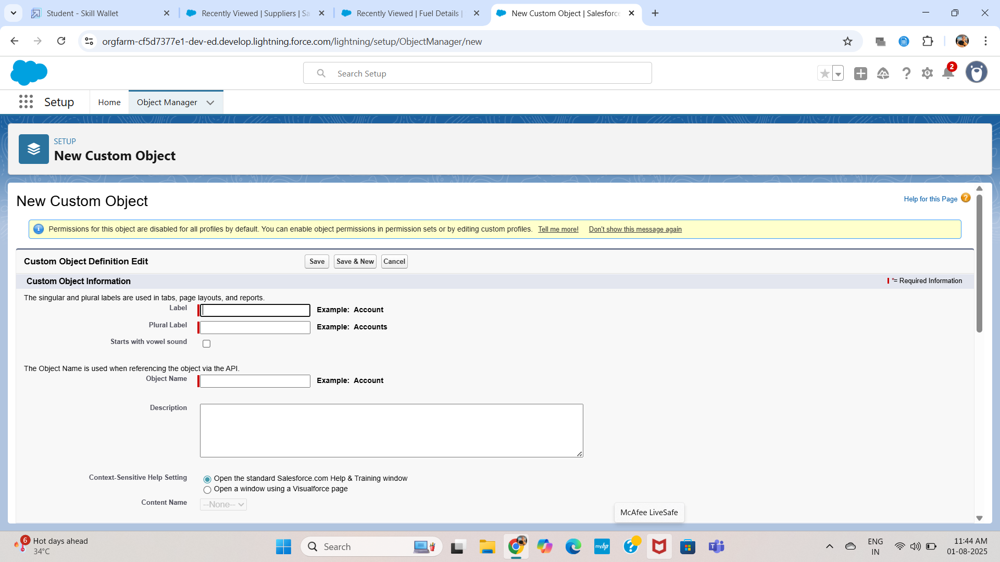 Student - Skill Wallet
Recently Viewed | Suppliers | Sa
Recently Viewed | Fuel Details |
New Custom Object | Salesforce
orgfarm-cf5d7377e1-dev-ed.develop.lightning.force.com/lightning/setup/ObjectManager/new
Search Setup
2
Setup
Home
Object Manager
SETUP
New Custom Object
New Custom Object
Help for this Page
Permissions for this object are disabled for all profiles by default. You can enable object permissions in permission sets or by editing custom profiles. Tell me more! Don't show this message again
Custom Object Definition Edit
Save
Save & New
Cancel
Custom Object Information
*= Required Information
The singular and plural labels are used in tabs, page layouts, and reports.
Label
Example: Account
Plural Label
Example: Accounts
Starts with vowel sound
The Object Name is used when referencing the object via the API.
Object Name
Example: Account
Description
Context-Sensitive Help Setting
Open the standard Salesforce.com Help & Training window
Open a window using a Visualforce page
Content Name
--None--
McAfee LiveSafe
6
Hot days ahead
34°C
Search
myhp
ENG
IN
11:44 AM
01-08-2025